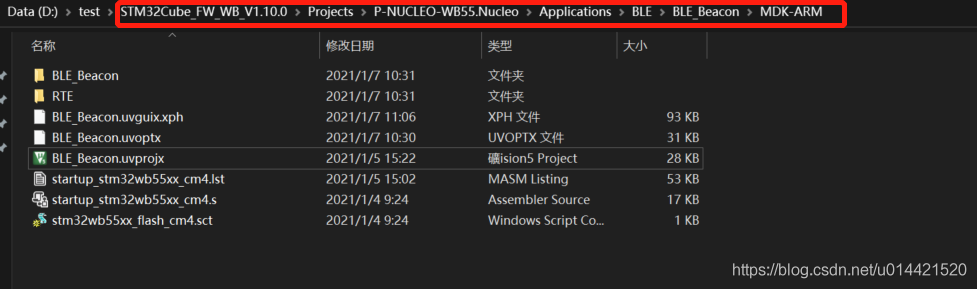 Data (D:) > test > STM32Cube_FW_WB_V1.10.0 > Projects > P-NUCLEO-WB55.Nucleo > Applications > BLE > BLE_Beacon > MDK-ARM
名称 修改日期 类型 大小
BLE_Beacon 2021/1/7 10:31 文件夹
RTE 2021/1/7 10:31 文件夹
BLE_Beacon.uvguix.xph 2021/1/7 11:06 XPH 文件 93 KB
BLE_Beacon.uvoptx 2021/1/7 10:30 UVOPTX 文件 31 KB
BLE_Beacon.uvprojx 2021/1/5 15:22 礦ision5 Project 28 KB
startup_stm32wb55xx_cm4.lst 2021/1/5 15:02 MASM Listing 53 KB
startup_stm32wb55xx_cm4.s 2021/1/4 9:24 Assembler Source 17 KB
stm32wb55xx_flash_cm4.sct 2021/1/4 9:24 Windows Script Co... 1 KB
https://blog.csdn.net/u014421520